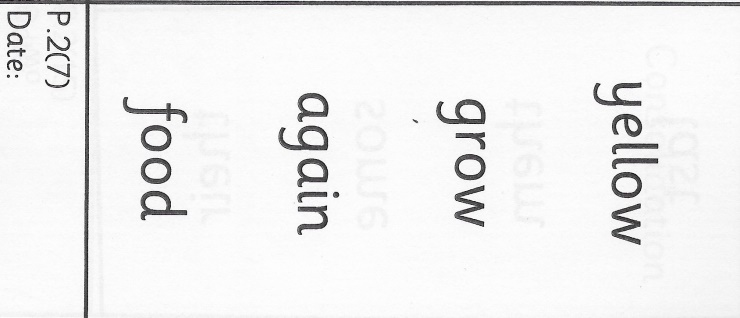 yellow
grow
again
food
P.2(7)
Date: